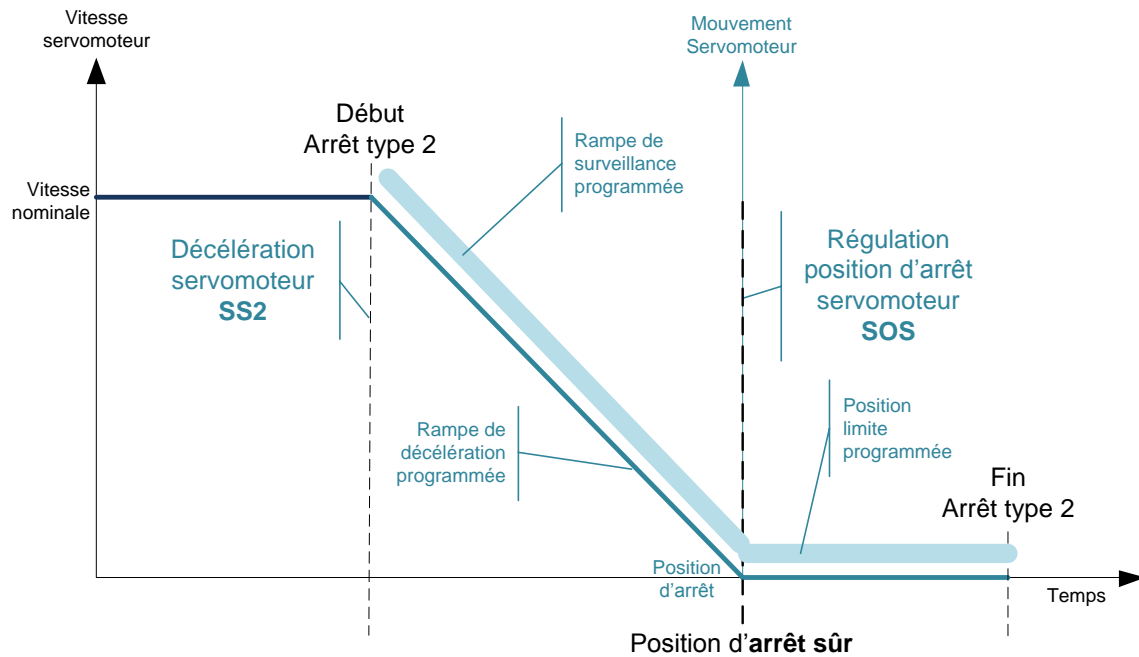 Vitesse
servomoteur
Mouvement
Servomoteur
Début
Arrêt type 2
Rampe de
surveillance
programmée
Vitesse
nominale
Décélération
servomoteur
SS2
Régulation
position d'arrêt
servomoteur
SOS
Rampe de
décélération
programmée
Position
limite
programmée
Fin
Arrêt type 2
Position
d'arrêt
Temps
Position d'arrêt sûr